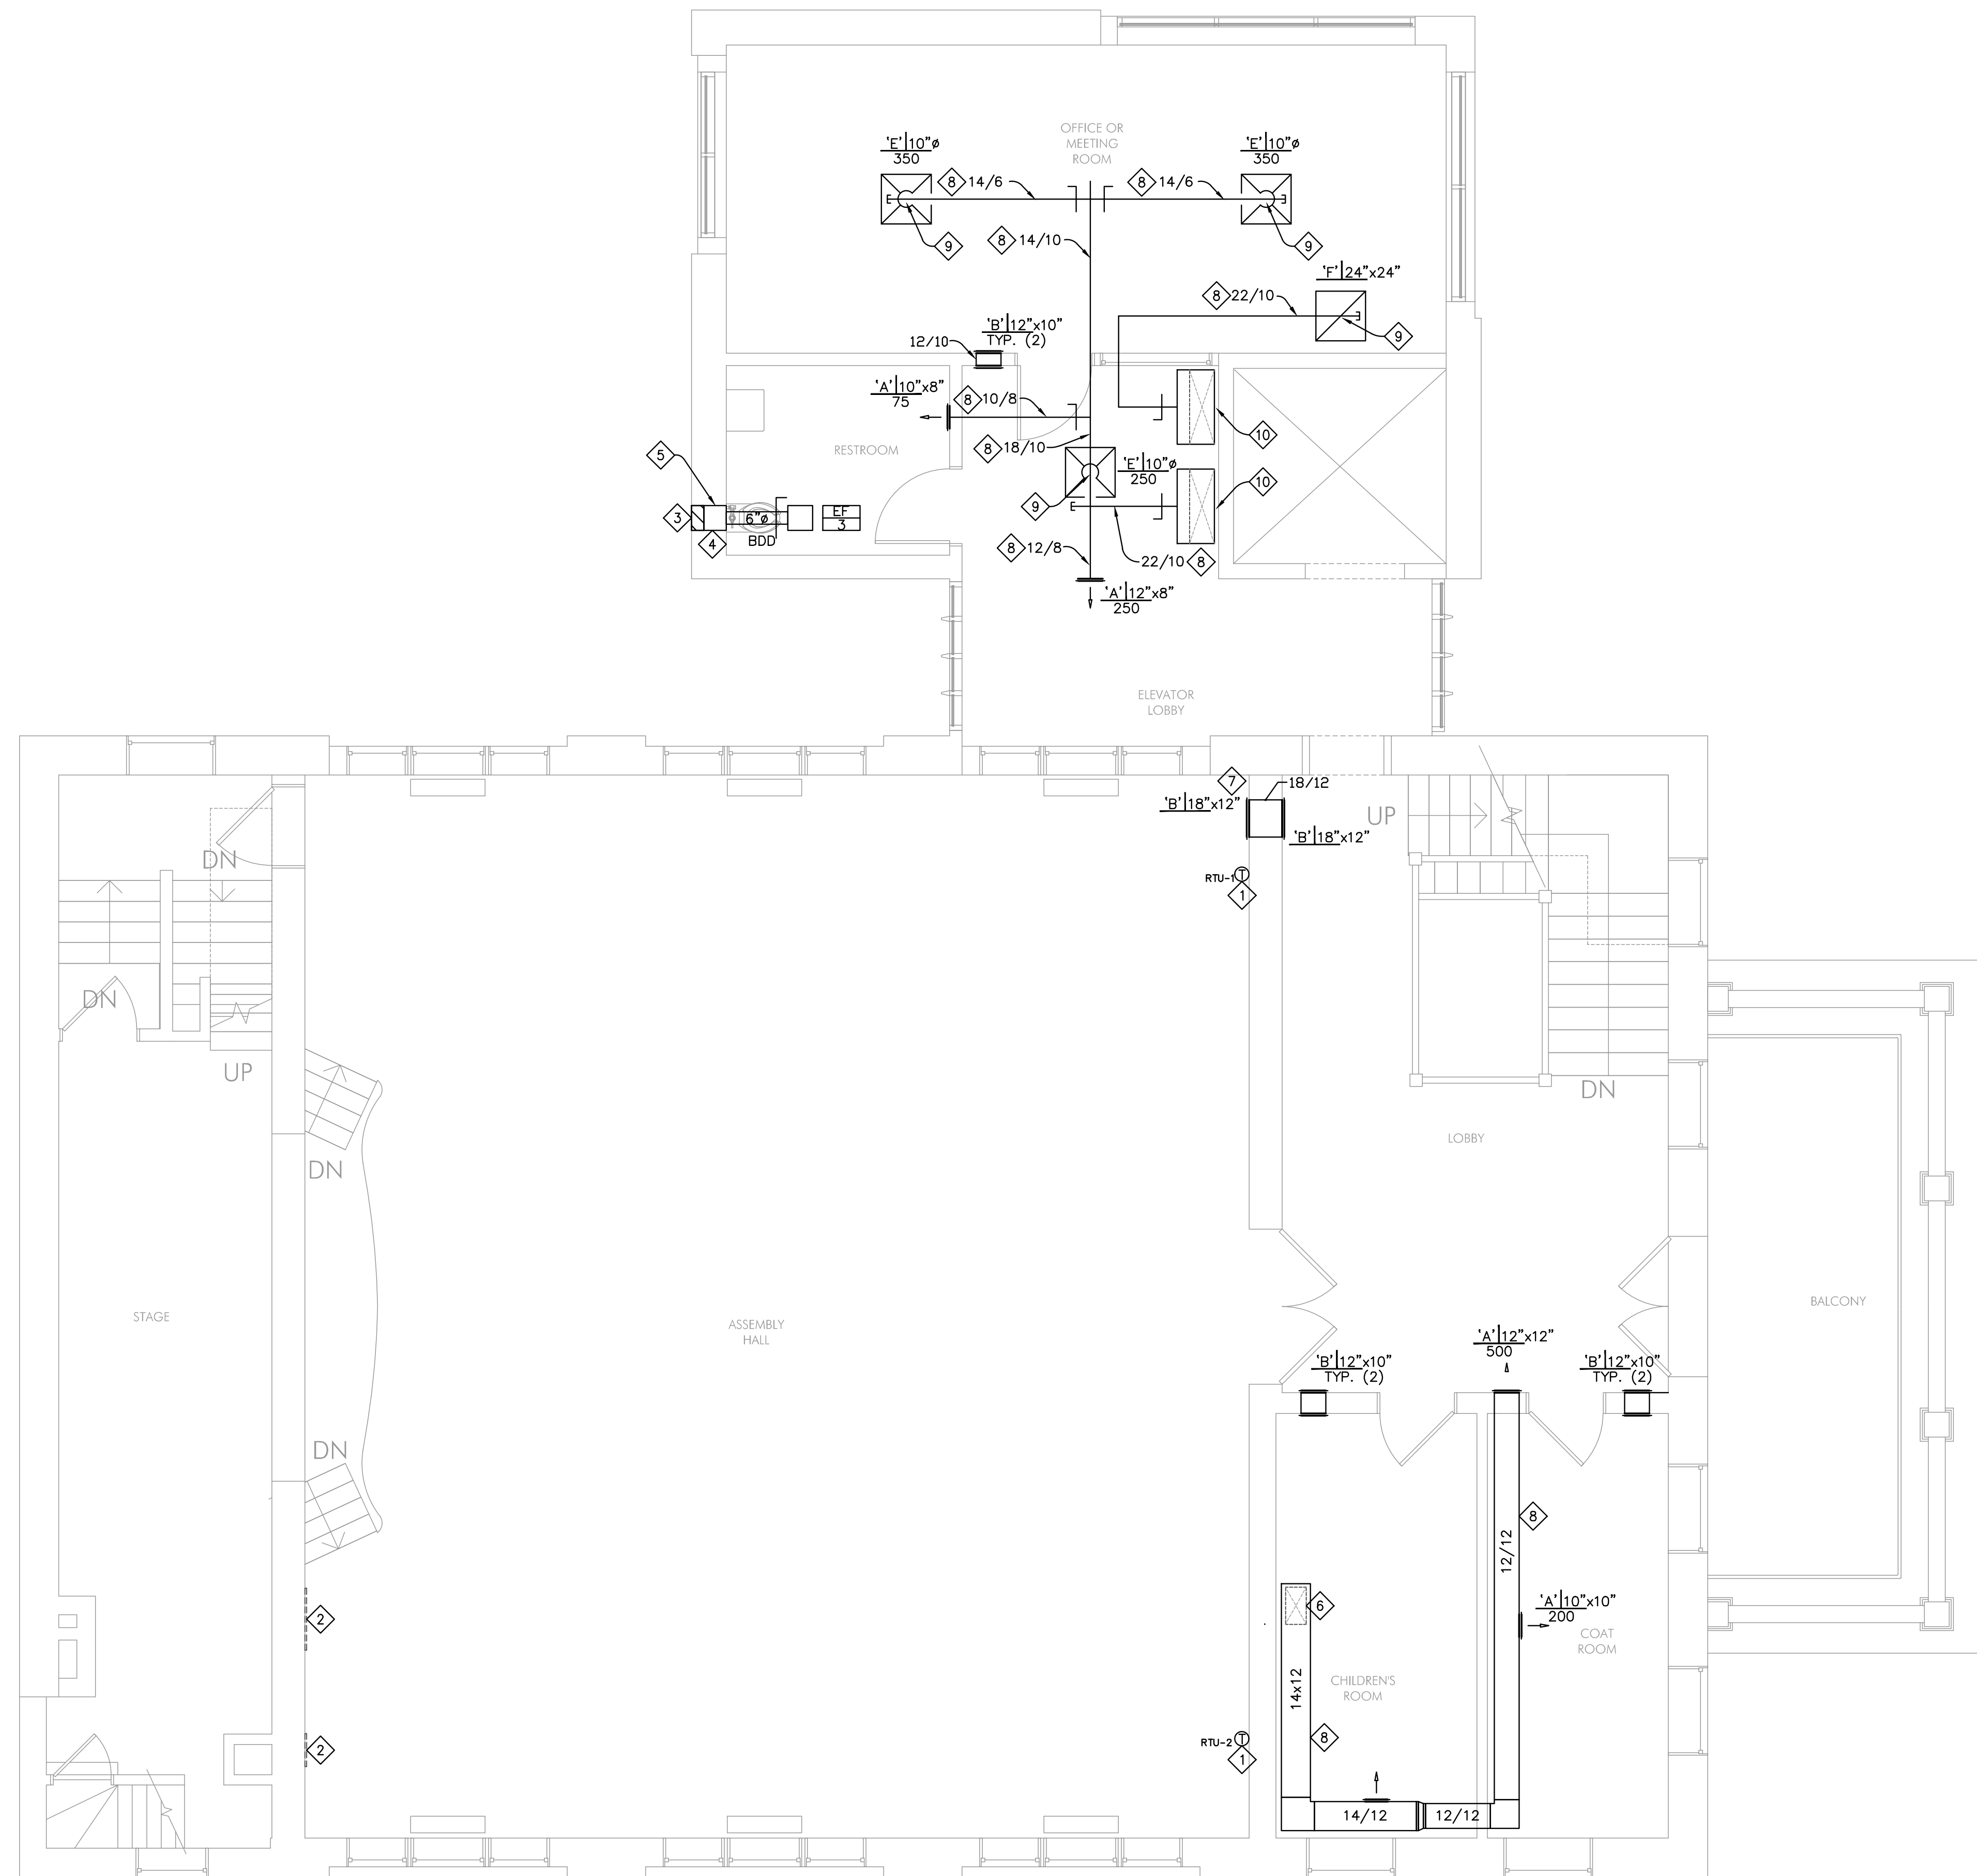 OFFICE OR
MEETING
ROOM
'E' 10"ø
350
'E' 10"ø
350
8 14/6
8 14/6
9
9
8 14/10
'F' 24"x24"
8 22/10
9
'B' 12"x10"
TYP. (2)
12/10
'A' 10"x8"
75
8 10/8
RESTROOM
8 18/10
10
5
'E' 10"ø
250
10
9
3
6"ø
EF
3
4
BDD
8 12/8
22/10 8
'A' 12"x8"
250
ELEVATOR
LOBBY
7
18/12
'B' 18"x12"
'B' 18"x12"
UP
DN
RTU-1 T
1
DN
UP
DN
DN
LOBBY
STAGE
ASSEMBLY
HALL
BALCONY
'A' 12"x12"
500
'B' 12"x10"
TYP. (2)
'B' 12"x10"
TYP. (2)
DN
8
12/12
2
6
'A' 10"x10"
200
COAT
ROOM
CHILDREN'S
ROOM
14x12
8
2
RTU-2 T
1
14/12
12/12